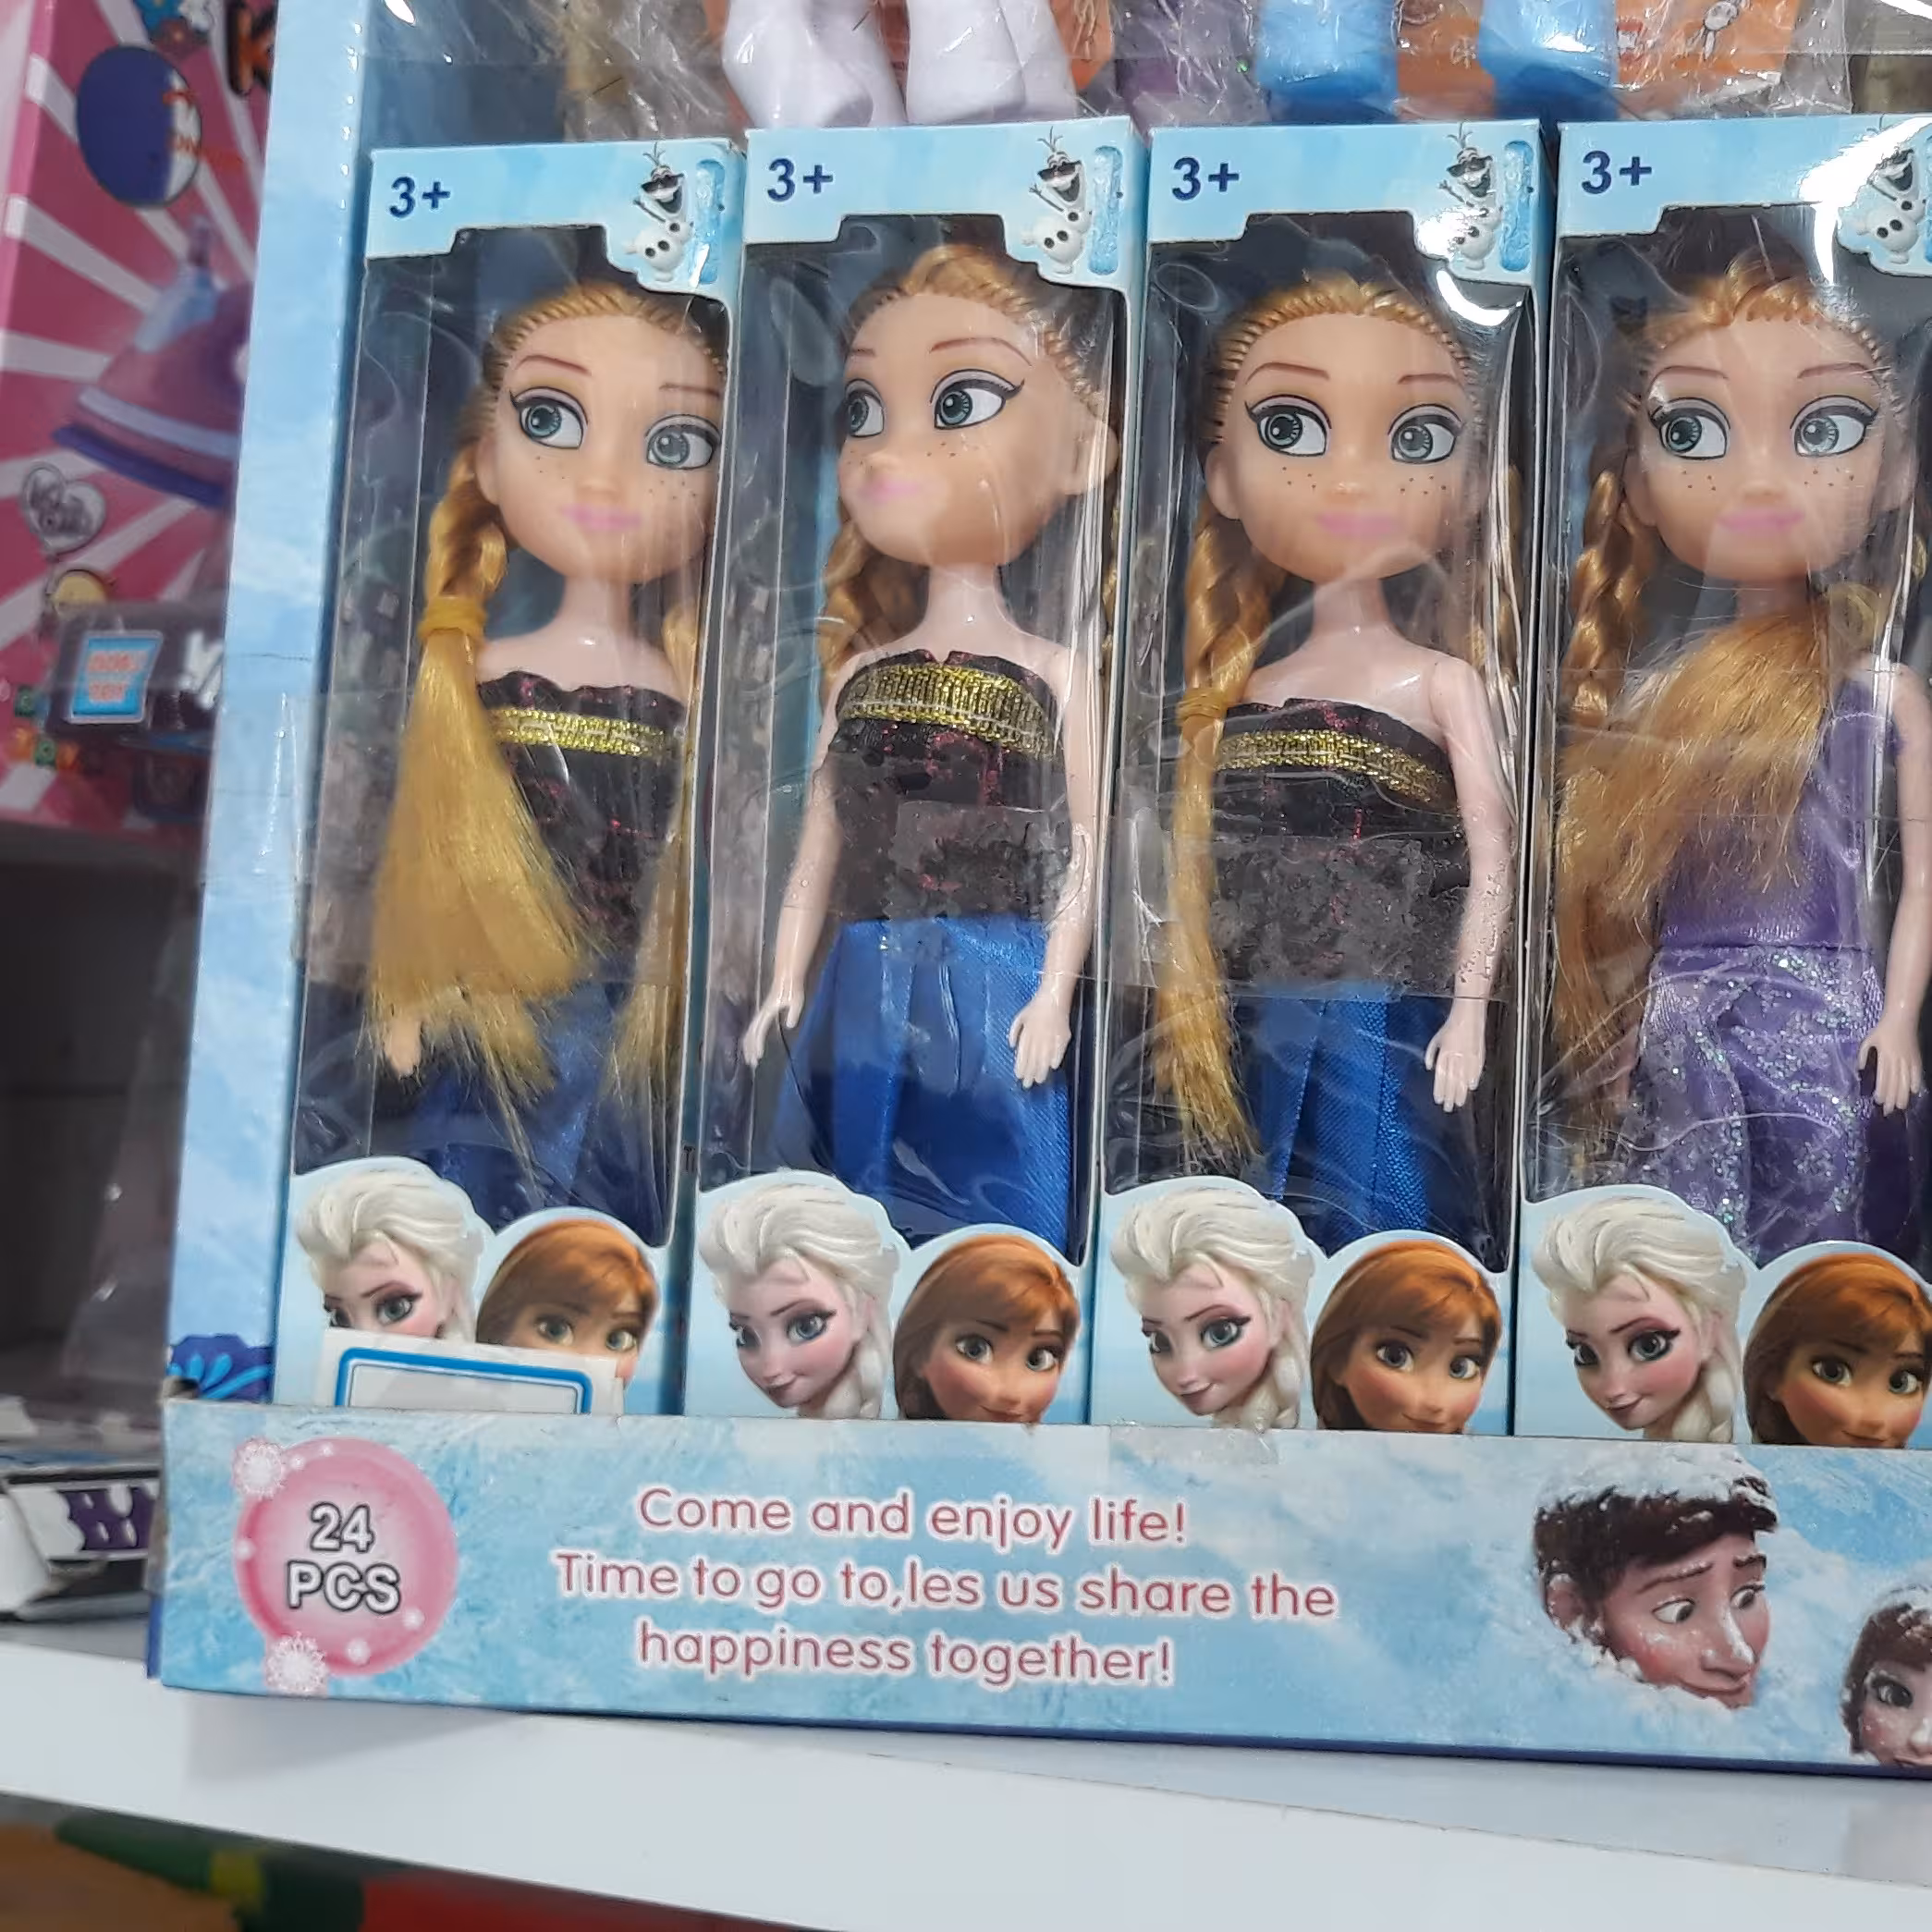 3+
3+
3+
3+
24
PCS
Come and enjoy life!
Time to go to,les us share the
happiness together!